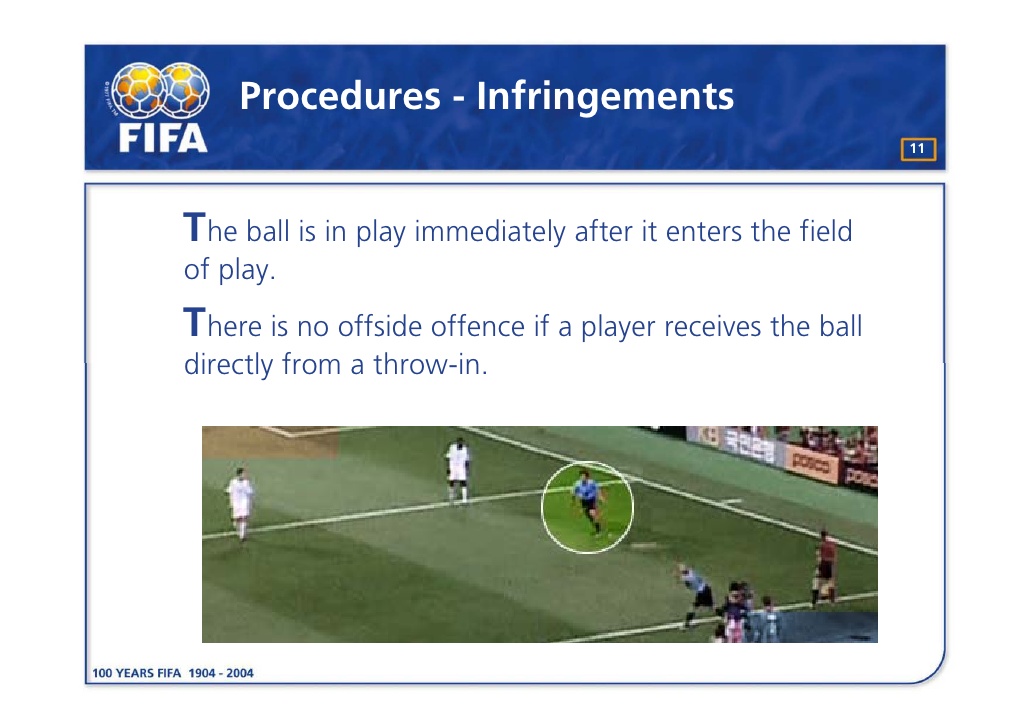 FIFA
Procedures - Infringements
11
The ball is in play immediately after it enters the field
of play.
There is no offside offence if a player receives the ball
directly from a throw-in.
posco
100 YEARS FIFA 1904 - 2004